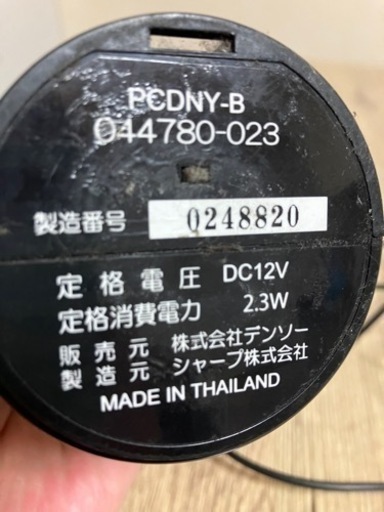 PCDNY-B
044780-023
製造番号 0248820
定格電圧 DC12V
定格消費電力 2.3W
販売元 株式会社デンソー
製造元 シャープ株式会社
MADE IN THAILAND